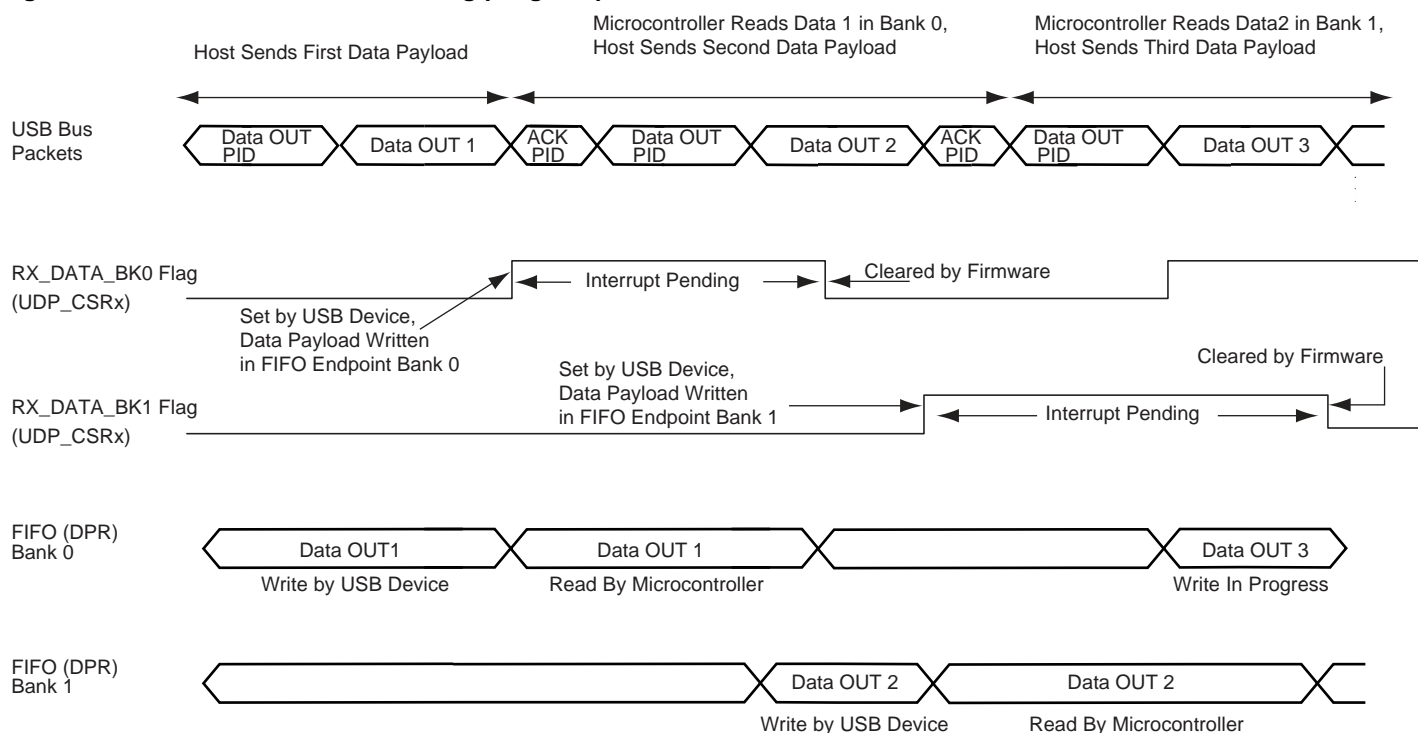 Microcontroller Reads Data 1 in Bank 0,
Host Sends Second Data Payload
Microcontroller Reads Data2 in Bank 1,
Host Sends Third Data Payload
Host Sends First Data Payload
USB Bus
Packets
Data OUT
PID
Data OUT 1
ACK
PID
Data OUT
PID
Data OUT 2
ACK
PID
Data OUT
PID
Data OUT 3
RX_DATA_BK0 Flag
(UDP_CSRx)
Interrupt Pending
Cleared by Firmware
Set by USB Device,
Data Payload Written
in FIFO Endpoint Bank 0
Cleared by Firmware
Set by USB Device,
Data Payload Written
in FIFO Endpoint Bank 1
RX_DATA_BK1 Flag
(UDP_CSRx)
Interrupt Pending
FIFO (DPR)
Bank 0
Data OUT1
Data OUT 1
Data OUT 3
Write by USB Device
Read By Microcontroller
Write In Progress
FIFO (DPR)
Bank 1
Data OUT 2
Data OUT 2
Write by USB Device
Read By Microcontroller